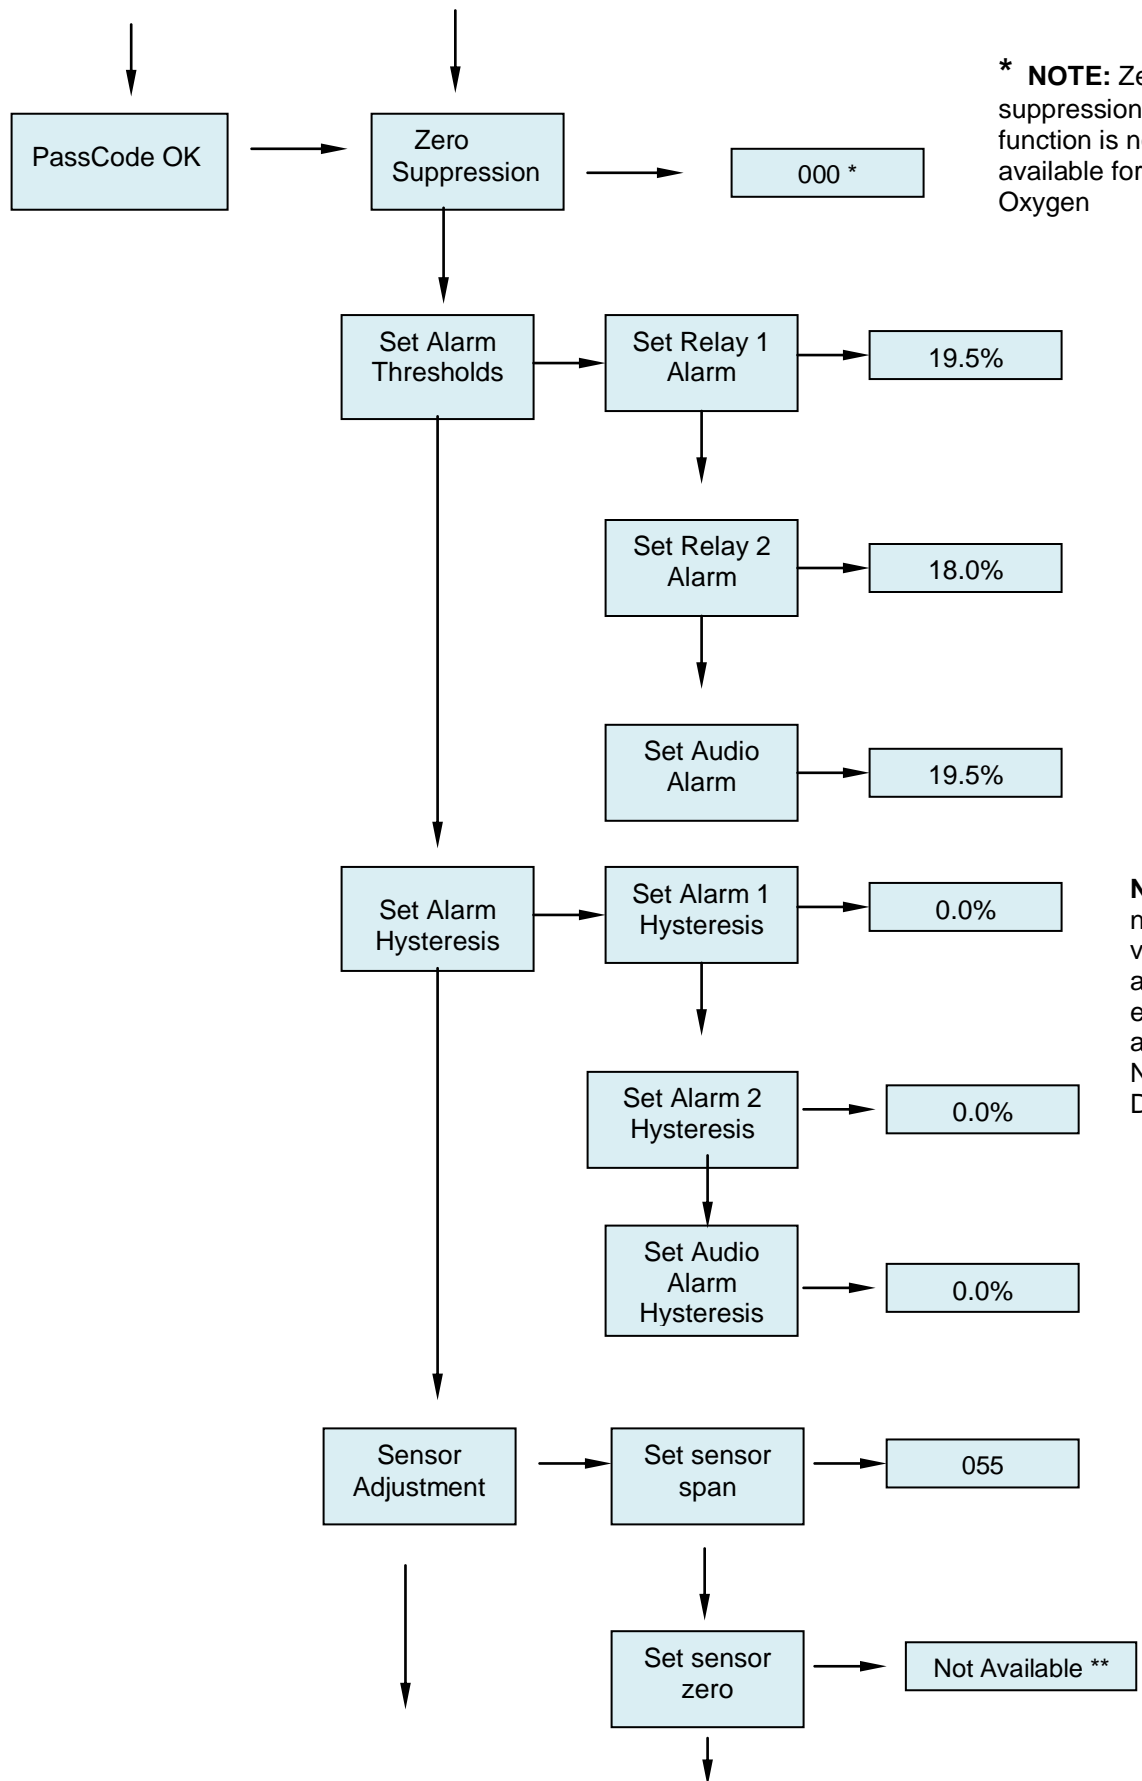 * NOTE:
suppression
function is
available for
Oxygen
PassCode OK
Zero
Suppression
000 *
Set Alarm
Thresholds
Set Relay 1
Alarm
19.5%
Set Relay 2
Alarm
18.0%
Set Audio
Alarm
19.5%
Set Alarm
Hysteresis
Set Alarm 1
Hysteresis
0.0%
Set Alarm 2
Hysteresis
0.0%
Set Audio
Alarm
Hysteresis
0.0%
Sensor
Adjustment
Set sensor
span
055
Set sensor
zero
Not Available **